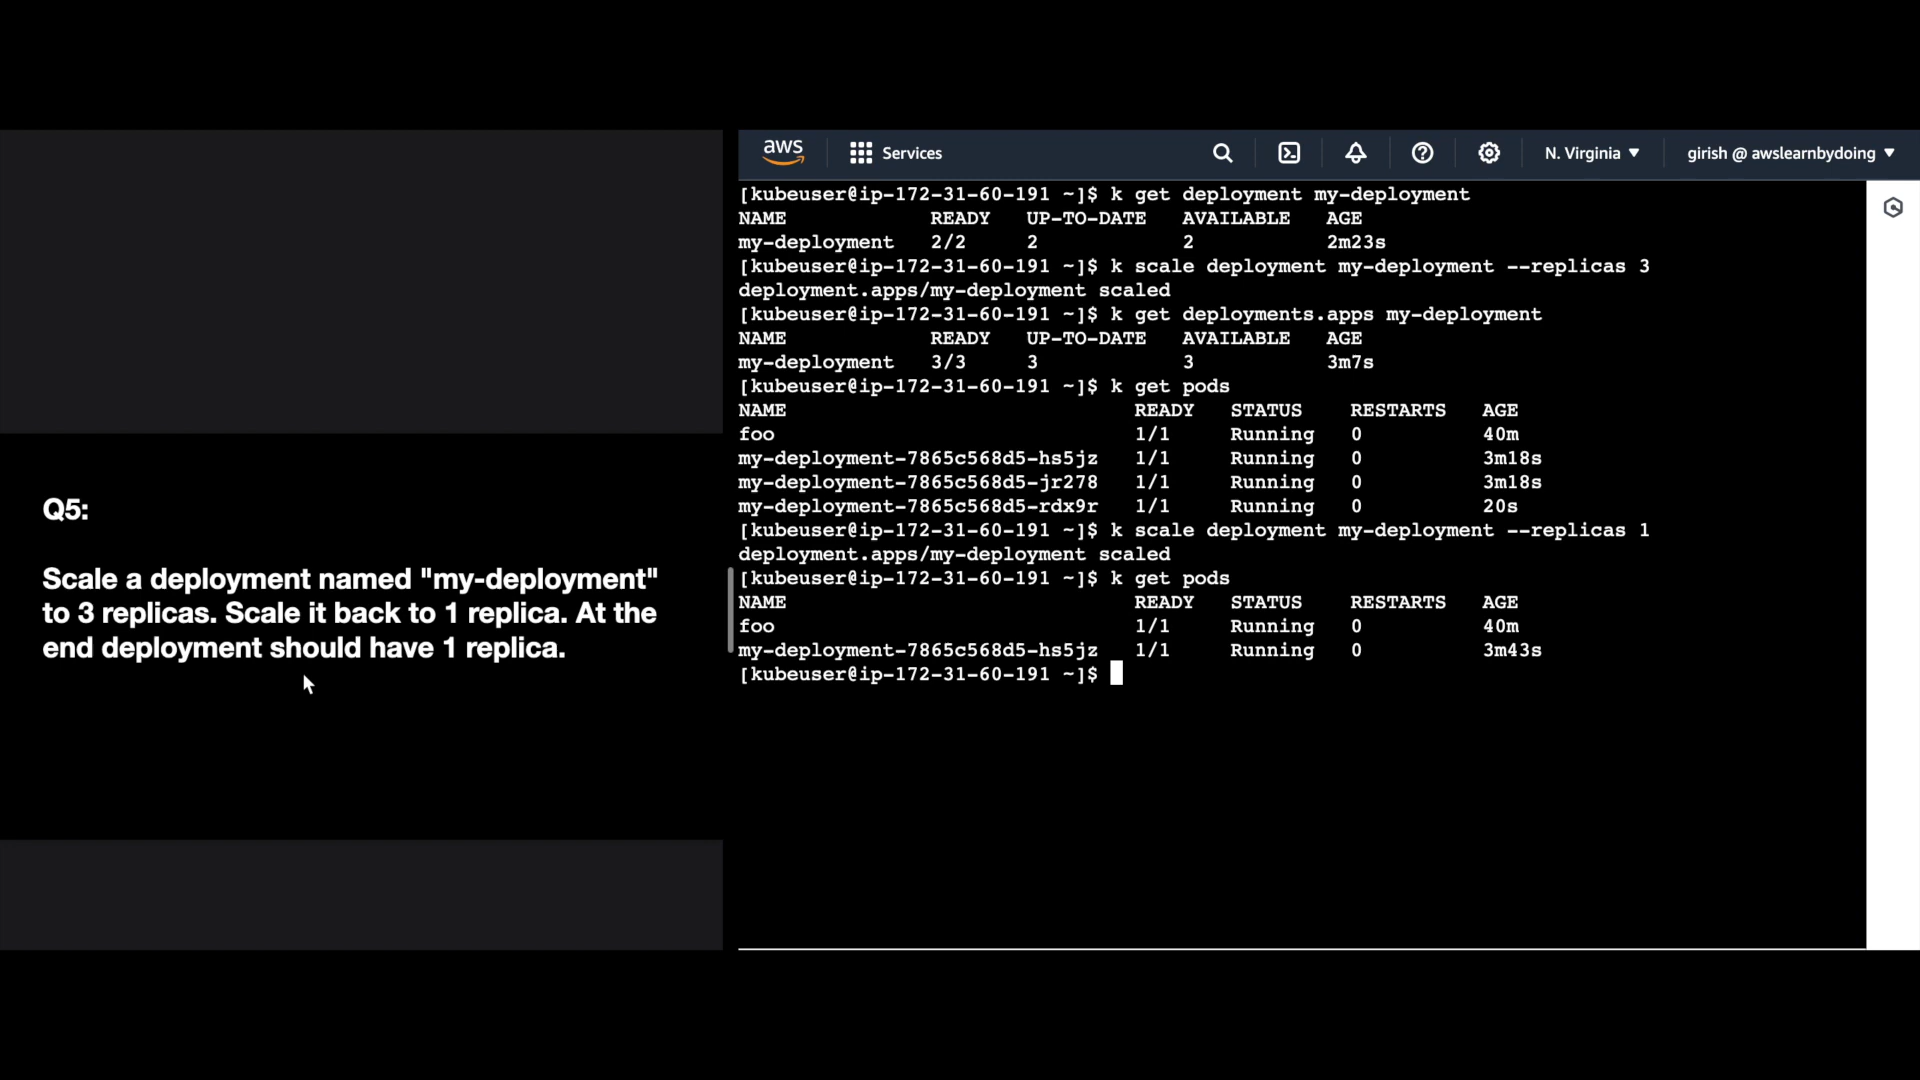 aws Services N. Virginia girish @ awslearnbydoing
Q5:
Scale a deployment named "my-deployment"
to 3 replicas. Scale it back to 1 replica. At the
end deployment should have 1 replica.
[kubeuser@ip-172-31-60-191 ~]$ k get deployment my-deployment
NAME READY UP-TO-DATE AVAILABLE AGE
my-deployment 2/2 2 2 2m23s
[kubeuser@ip-172-31-60-191 ~]$ k scale deployment my-deployment --replicas 3
deployment.apps/my-deployment scaled
[kubeuser@ip-172-31-60-191 ~]$ k get deployments.apps my-deployment
NAME READY UP-TO-DATE AVAILABLE AGE
my-deployment 3/3 3 3 3m7s
[kubeuser@ip-172-31-60-191 ~]$ k get pods
NAME READY STATUS RESTARTS AGE
foo 1/1 Running 0 40m
my-deployment-7865c568d5-hs5jz 1/1 Running 0 3m18s
my-deployment-7865c568d5-jr278 1/1 Running 0 3m18s
my-deployment-7865c568d5-rdx9r 1/1 Running 0 20s
[kubeuser@ip-172-31-60-191 ~]$ k scale deployment my-deployment --replicas 1
deployment.apps/my-deployment scaled
[kubeuser@ip-172-31-60-191 ~]$ k get pods
NAME READY STATUS RESTARTS AGE
foo 1/1 Running 0 40m
my-deployment-7865c568d5-hs5jz 1/1 Running 0 3m43s
[kubeuser@ip-172-31-60-191 ~]$